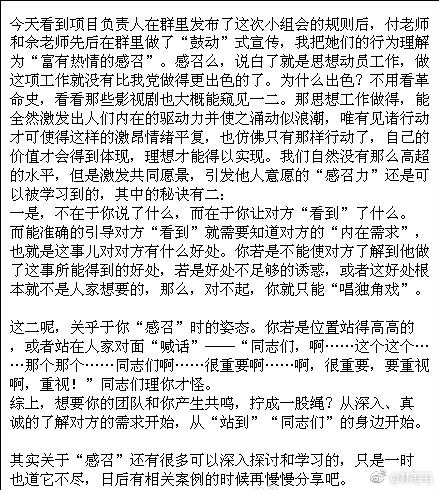 今天看到项目负责人在群里发布了这次小组会的规则后，付老师
和余老师先后在群里做了“鼓动”式宣传，我把她们的行为理解
为“富有热情的感召”。感召么，说白了就是思想动员工作，做
这项工作就没有比我党做得更出色的了。为什么出色？不用看革
命史，看看那些影视剧也大概能窥见一二。那思想工作做得，能
全然激发出人们内在的驱动力并使之涌动似浪潮，唯有见诸行动
才可使得这样的激昂情绪平复，也仿佛只有那样行动了，自己的
价值才会得到体现，理想才能得以实现。我们自然没有那么高超
的水平，但是激发共同愿景，引发他人意愿的“感召力”还是可
以被学习到的，其中的秘诀有二：
一是，不在于你说了什么，而在于你让对方“看到”了什么。
而能准确的引导对方“看到”就需要知道对方的“内在需求”，
也就是这事儿对对方有什么好处。你若是不能使对方了解到他做
了这事所能得到的好处，若是好处不足够的诱惑，或者这好处根
本就不是人家想要的，那么，对不起，你就只能“唱独角戏”。
这二呢，关乎于你“感召”时的姿态。你若是位置站得高高的
，或者站在人家对面“喊话”——“同志们，啊……这个这个…
…那个那个……同志们啊……很重要啊……啊，很重要，要重视
啊，重视！”同志们理你才怪。
综上，想要你的团队和你产生共鸣，拧成一股绳？从深入、真
诚的了解对方的需求开始，从“站到”“同志们”的身边开始。
其实关于“感召”还有很多可以深入探讨和学习的，只是一时
也道它不尽，日后有相关案例的时候再慢慢分享吧。